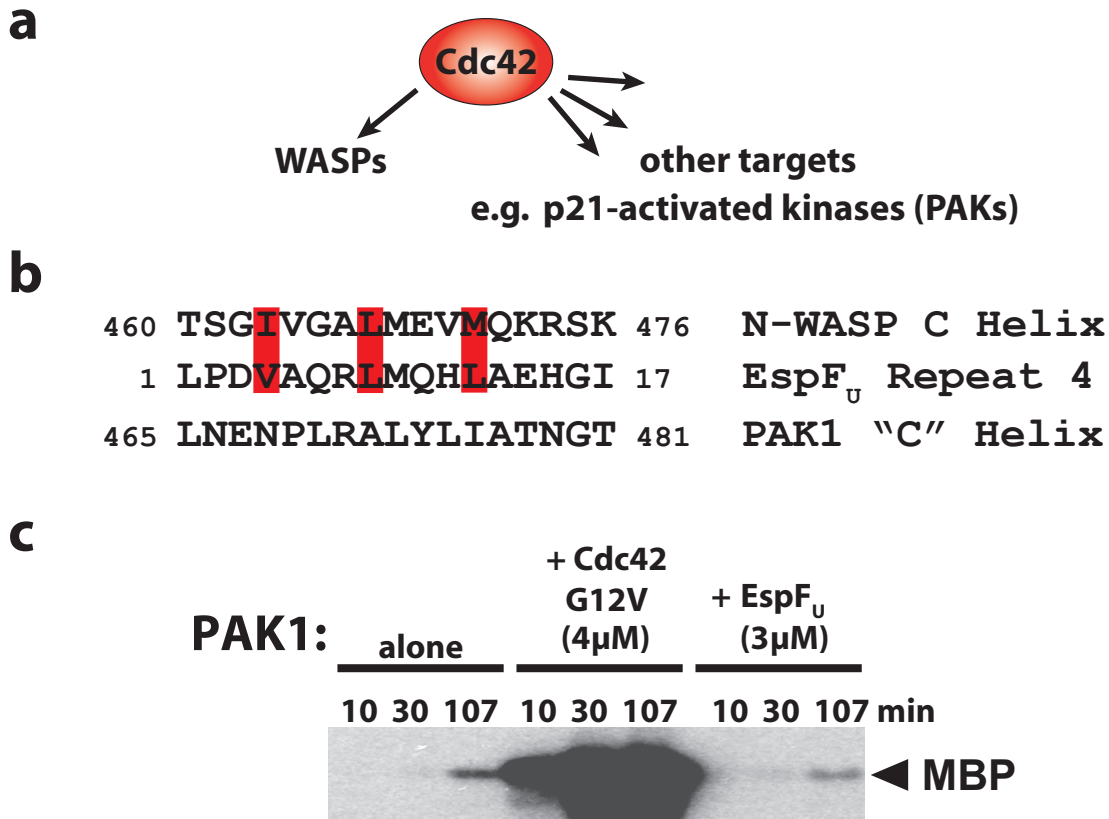 a
Cdc42
WASPs
other targets
e.g. p21-activated kinases (PAKs)
b
460 TSGIVGALMEVMQKRSK 476 N-WASP C Helix
1 LPDVAQRLMQHLAEHGI 17 EspFU Repeat 4
465 LNENPLRALYLIATNGT 481 PAK1 “C” Helix
c
PAK1:
alone
+ Cdc42
G12V
(4µM)
+ EspFU
(3µM)
10 30 107 10 30 107 10 30 107 min
MBP